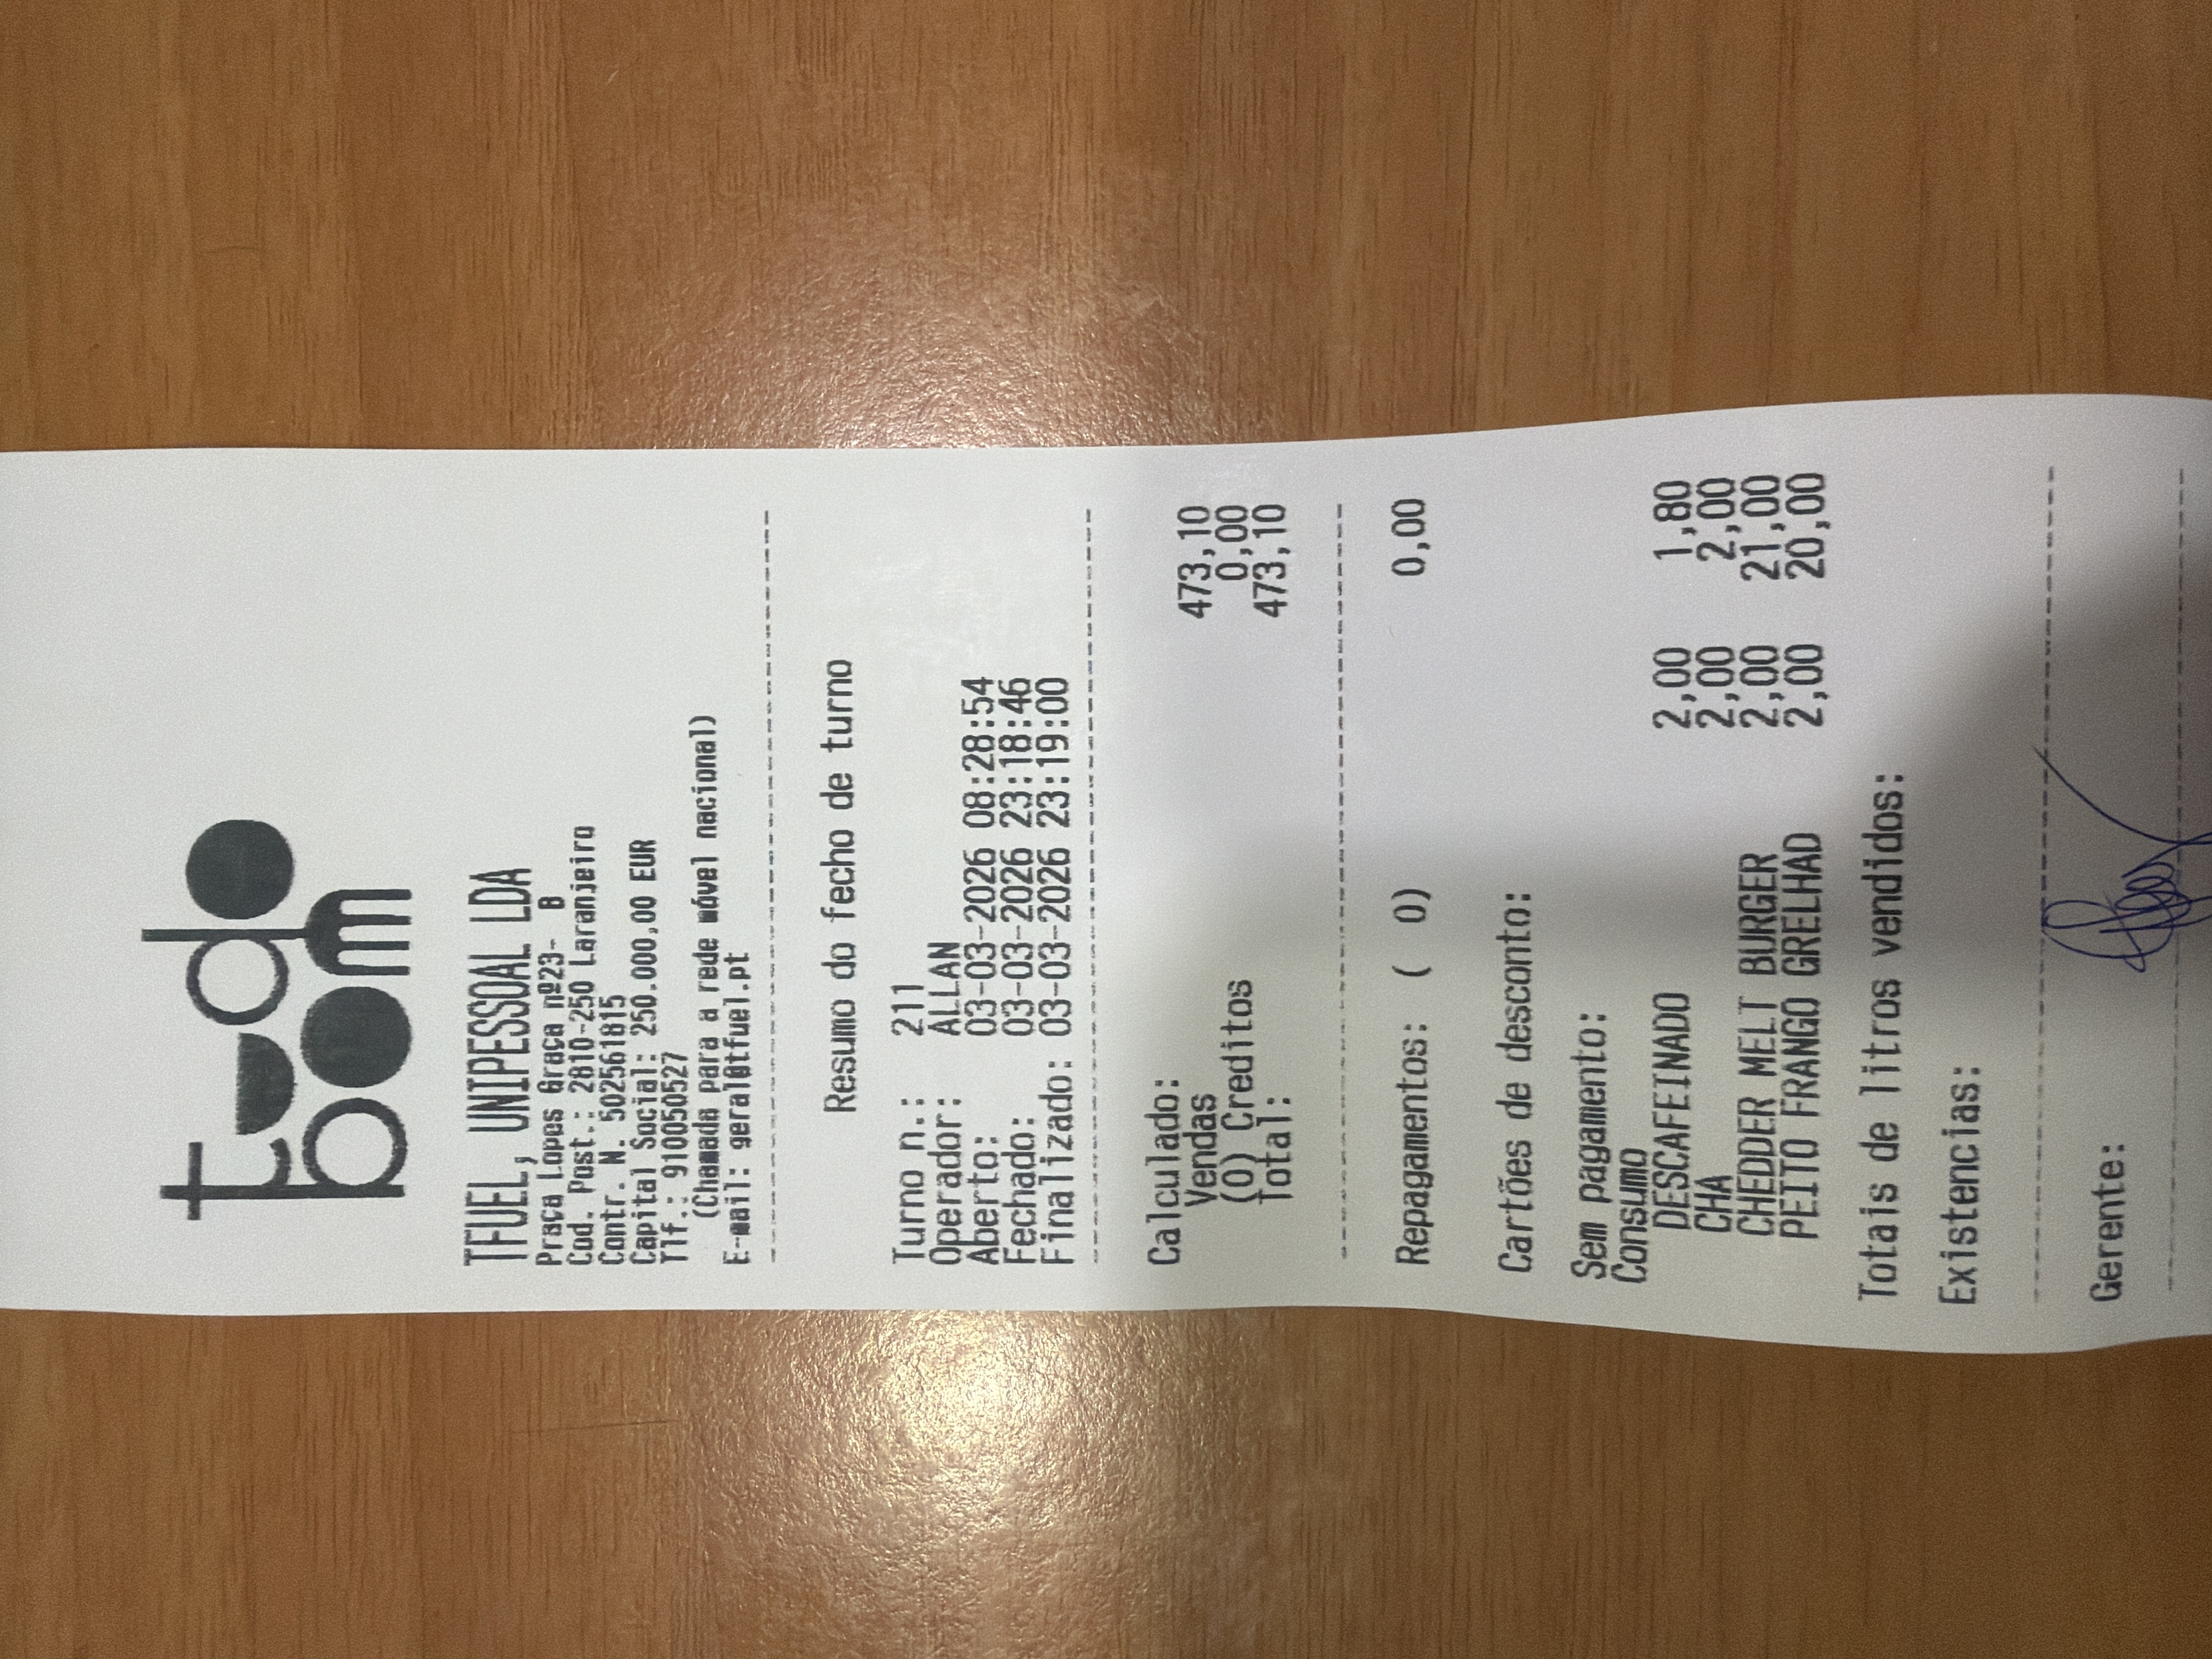 tudo
bom
TFUEL, UNIPESSOAL LDA
Praça Lopes Graça nº23- B
Cod. Post.: 2810-250 Laranjeiro
Contr. N. 502561815
Capital Social: 250.000,00 EUR
Tlf.: 910050527
(Chamada para a rede móvel nacional)
E-mail: geral@tfuel.pt
Resumo do fecho de turno
Turno n.: 211
Operador: ALLAN
Aberto: 03-03-2026 08:28:54
Fechado: 03-03-2026 23:18:46
Finalizado: 03-03-2026 23:19:00
Calculado:
Vendas 473,10
(0) Creditos 0,00
Total: 473,10
Repagamentos: ( 0) 0,00
Cartões de desconto:
Sem pagamento:
Consumo
DESCAFEINADO 2,00 1,80
CHA 2,00 2,00
CHEDDER MELT BURGER 2,00 21,00
PEITO FRANGO GRELHAD 2,00 20,00
Totais de litros vendidos:
Existencias:
Gerente: